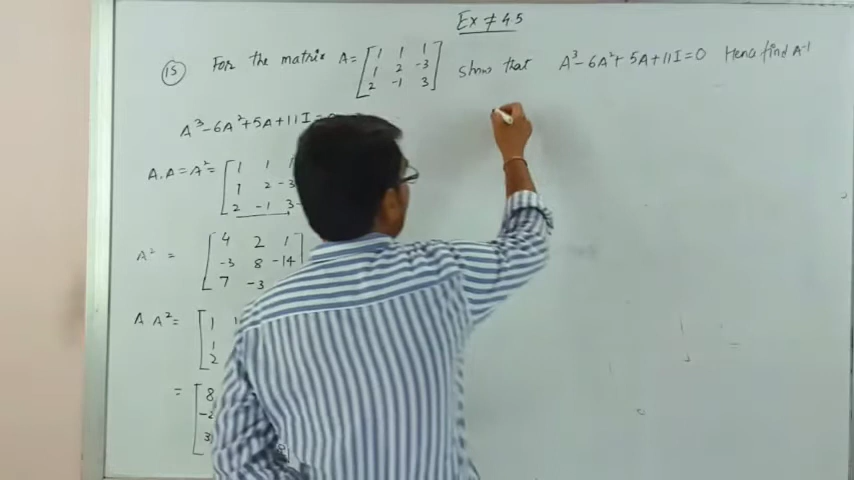 Ex ≠ 4.5
(15) For the matrix A = [1 1 1
1 2 -3
2 -1 3] show that A³ - 6A² + 5A + 11I = 0 Hence find A⁻¹
A³ - 6A² + 5A + 11I =
A.A = A² = [1 1 1
1 2 -3
2 -1 3
A² = [4 2 1
-3 8 -14
7 -3
A A² = [1
1
2
= [8